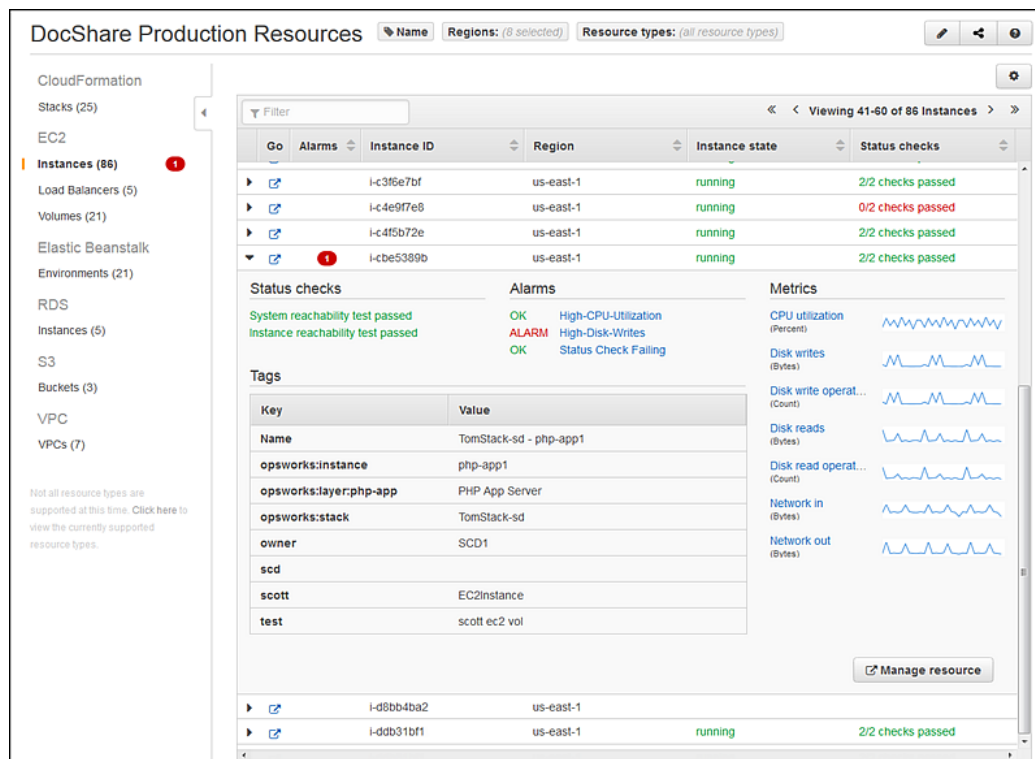 DocShare Production Resources
Name
Regions: (8 selected)
Resource types: (all resource types)
CloudFormation
Stacks (25)
EC2
Instances (86)
1
Load Balancers (5)
Volumes (21)
Elastic Beanstalk
Environments (21)
RDS
Instances (5)
S3
Buckets (3)
VPC
VPCs (7)
Not all resource types are
supported at this time. Click here to
view the currently supported
resource types.
Filter
Viewing 41-60 of 86 Instances
Go Alarms Instance ID Region Instance state Status checks
i-c3f6e7bf us-east-1 running 2/2 checks passed
i-c4e9f7e8 us-east-1 running 0/2 checks passed
i-c4f5b72e us-east-1 running 2/2 checks passed
1 i-cbe5389b us-east-1 running 2/2 checks passed
Status checks
System reachability test passed
Instance reachability test passed
Alarms
OK High-CPU-Utilization
ALARM High-Disk-Writes
OK Status Check Failing
Metrics
CPU utilization
(Percent)
Disk writes
(Bytes)
Disk write operat...
(Count)
Disk reads
(Bytes)
Disk read operat...
(Count)
Network in
(Bytes)
Network out
(Bytes)
Tags
Key Value
Name TomStack-sd - php-app1
opsworks:instance php-app1
opsworks:layer:php-app PHP App Server
opsworks:stack TomStack-sd
owner SCD1
scd
scott EC2Instance
test scott ec2 vol
Manage resource
i-d8bb4ba2 us-east-1
i-ddb31bf1 us-east-1 running 2/2 checks passed